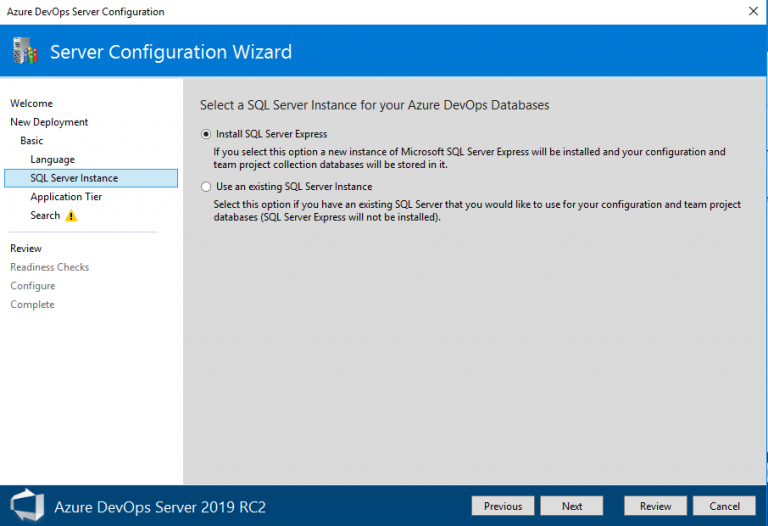 Azure DevOps Server Configuration
Server Configuration Wizard
Welcome
New Deployment
Basic
Language
SQL Server Instance
Application Tier
Search
Review
Readiness Checks
Configure
Complete
Select a SQL Server Instance for your Azure DevOps Databases
Install SQL Server Express
If you select this option a new instance of Microsoft SQL Server Express will be installed and your configuration and
team project collection databases will be stored in it.
Use an existing SQL Server Instance
Select this option if you have an existing SQL Server that you would like to use for your configuration and team project
databases (SQL Server Express will not be installed).
Azure DevOps Server 2019 RC2
Previous
Next
Review
Cancel